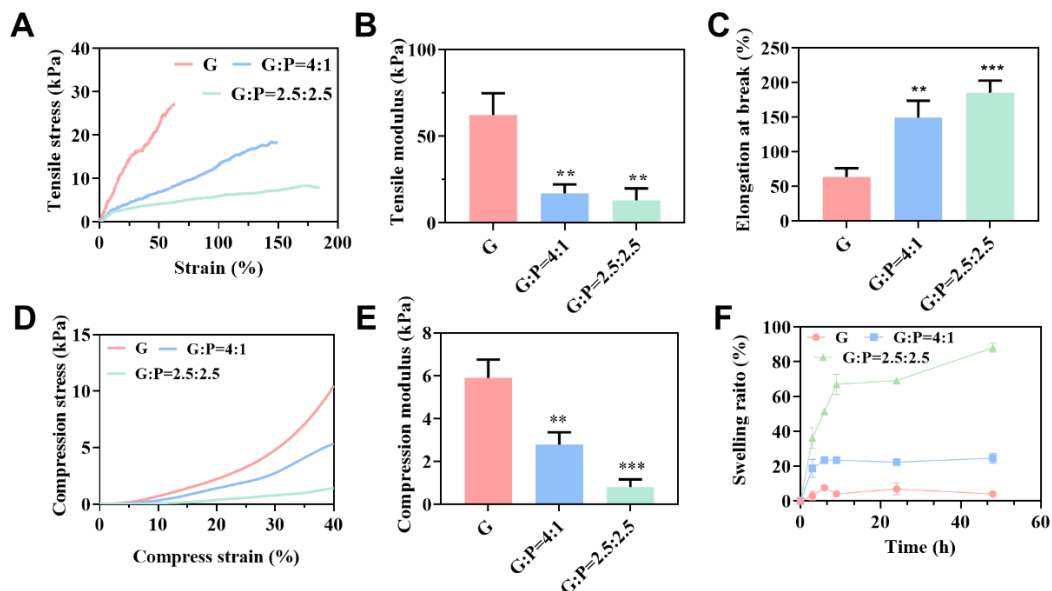 A
Tensile stress (kPa)
40
30
20
10
0
G
G:P=4:1
G:P=2.5:2.5
0
50
100
150
200
Strain (%)
B
Tensile modulus (kPa)
100
50
0
**
**
G
G:P=4:1
G:P=2.5:2.5
C
Elongation at break (%)
250
200
150
100
50
0
**
***
G
G:P=4:1
G:P=2.5:2.5
D
Compression stress (kPa)
15
10
5
0
G
G:P=4:1
G:P=2.5:2.5
0
10
20
30
40
Compress strain (%)
E
Compression modulus (kPa)
8
6
4
2
0
**
***
G
G:P=4:1
G:P=2.5:2.5
F
Swelling raito (%)
100
80
60
40
20
0
G
G:P=4:1
G:P=2.5:2.5
0
20
40
60
Time (h)